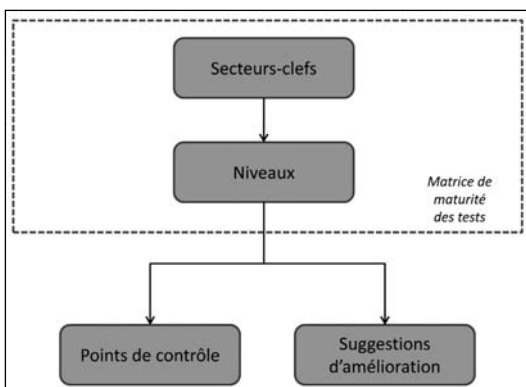 Secteurs-clefs
Niveaux
Matrice de
maturité
des tests
Points de contrôle
Suggestions
d'amélioration